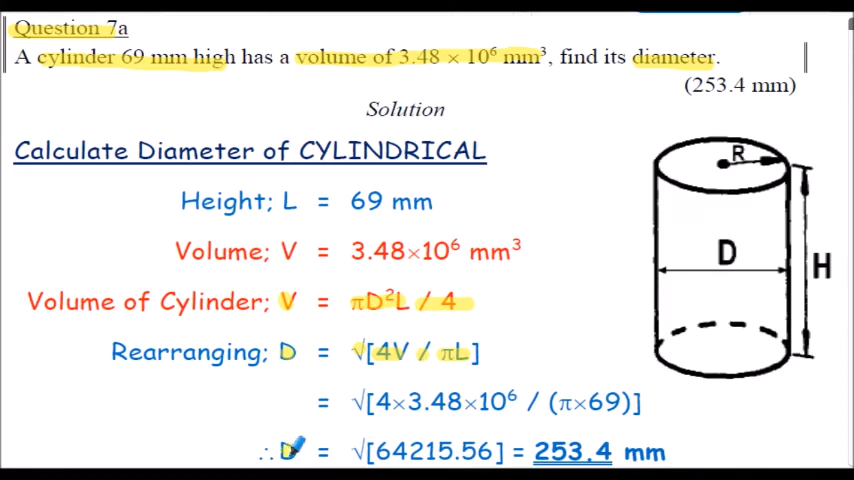 Question 7a
A cylinder 69 mm high has a volume of 3.48 × 10⁶ mm³, find its diameter.
(253.4 mm)
Solution
Calculate Diameter of CYLINDRICAL
Height; L = 69 mm
Volume; V = 3.48×10⁶ mm³
Volume of Cylinder; V = πD²L / 4
Rearranging; D = √[4V / πL]
= √[4×3.48×10⁶ / (π×69)]
∴ D = √[64215.56] = 253.4 mm
R
D
H